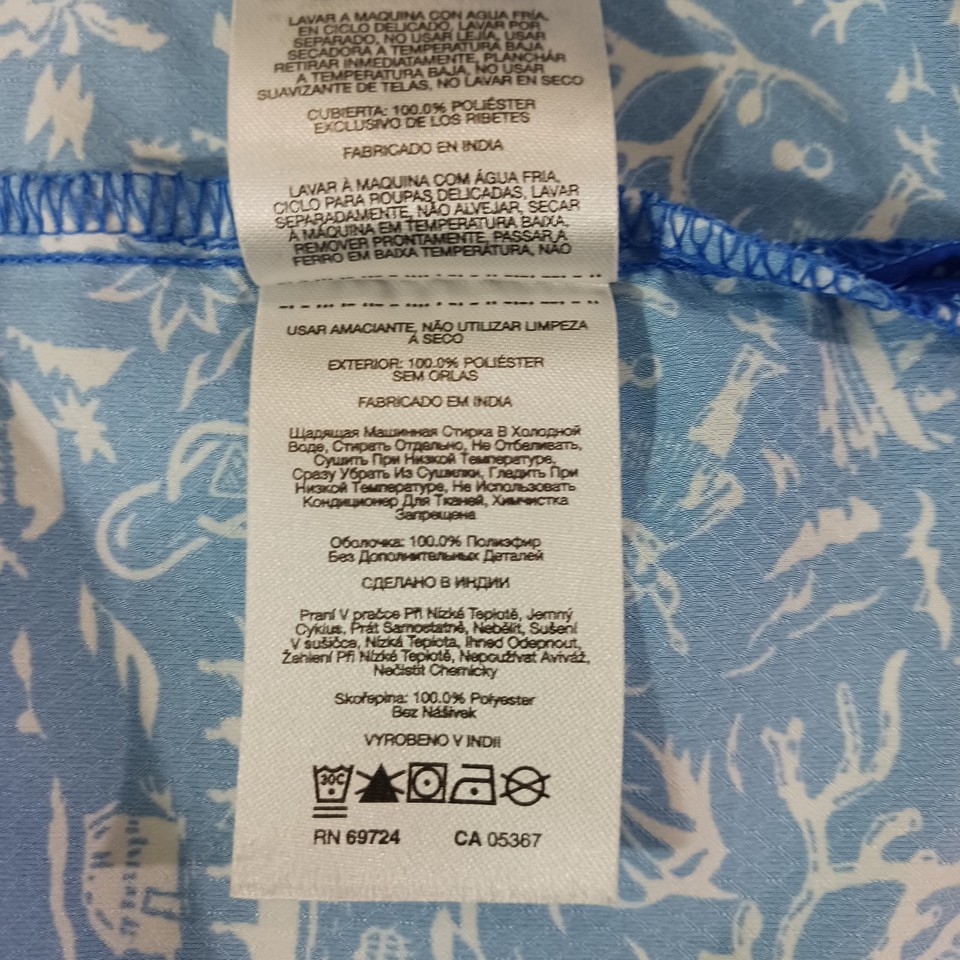 LAVAR A MAQUINA CON AGUA FRÍA,
EN CICLO DELICADO, LAVAR POR
SEPARADO, NO USAR LEJÍA, USAR
SECADORA A TEMPERATURA BAJA
RETIRAR INMEDIATAMENTE, PLANCHAR
A TEMPERATURA BAJA, NO USAR
SUAVIZANTE DE TELAS, NO LAVAR EN SECO
CUBIERTA: 100.0% POLIÉSTER
EXCLUSIVO DE LOS RIBETES
FABRICADO EN INDIA
LAVAR À MAQUINA COM ÁGUA FRIA,
CICLO PARA ROUPAS DELICADAS, LAVAR
SEPARADAMENTE, NÃO ALVEJAR, SECAR
À MÁQUINA EM TEMPERATURA BAIXA,
REMOVER PRONTAMENTE, PASSAR A
FERRO EM BAIXA TEMPERATURA, NÃO
USAR AMACIANTE, NÃO UTILIZAR LIMPEZA
A SECO
EXTERIOR: 100.0% POLIÉSTER
SEM ORLAS
FABRICADO EM INDIA
Щадящая Машинная Стирка В Холодной
Воде, Стирать Отдельно, Не Отбеливать,
Сушить При Низкой Температуре,
Сразу Убрать Из Сушилки, Гладить При
Низкой Температуре, Не Использовать
Кондиционер Для Тканей, Химчистка
Запрещена
Оболочка: 100.0% Полиэфир
Без Дополнительных Деталей
СДЕЛАНО В ИНДИИ
Praní V pračce Při Nízké Teplotě, Jemný
Cyklus, Prát Samostatně, Nebělit, Sušení
V sušičce, Nízká Teplota, Ihned Odepnout,
Žehlení Při Nízké Teplotě, Nepoužívat Aviváž,
Nečistit Chemicky
Skořepina: 100.0% Polyester
Bez Nášivek
VYROBENO V INDII
30C
RN 69724 CA 05367